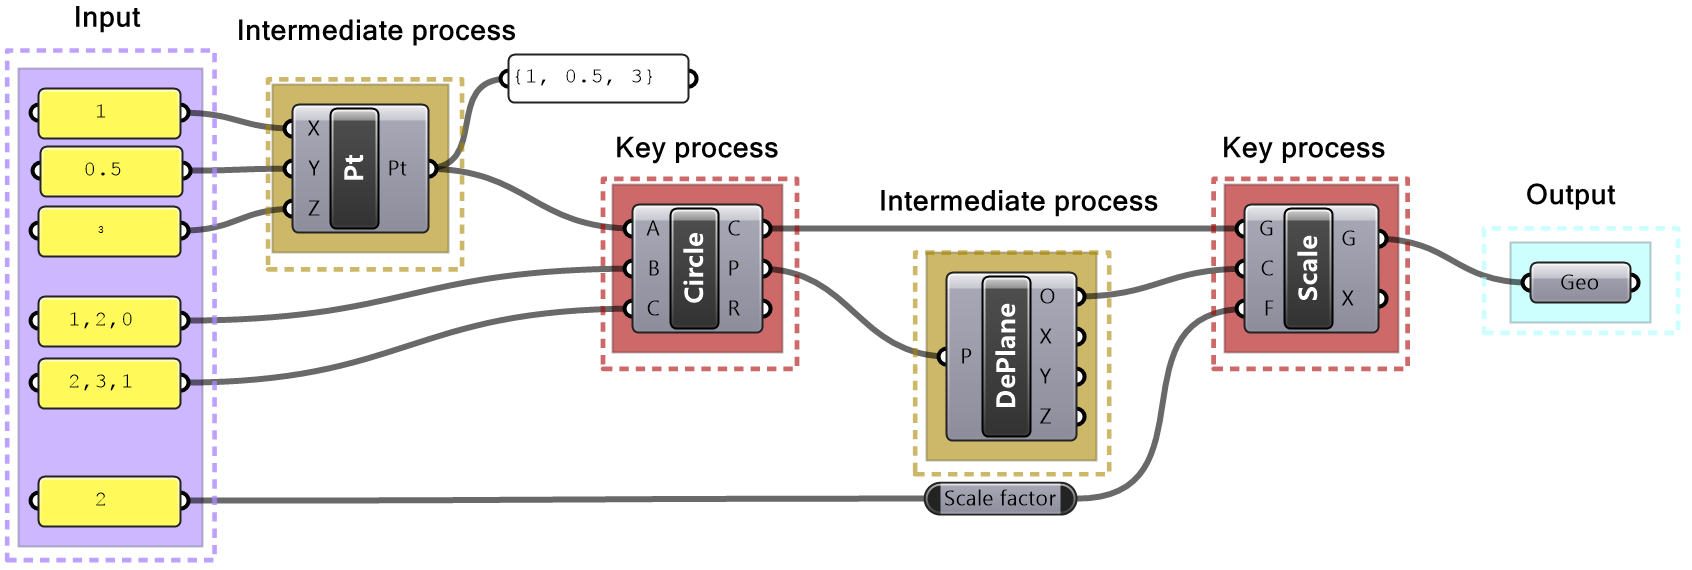 Input
Intermediate process
1
0.5
3
1,2,0
2,3,1
2
X
Y
Z
Pt
Pt
{1, 0.5, 3}
Key process
A
B
C
Circle
C
P
R
Intermediate process
P
DePlane
O
X
Y
Z
Scale factor
Key process
G
C
F
Scale
G
X
Output
Geo